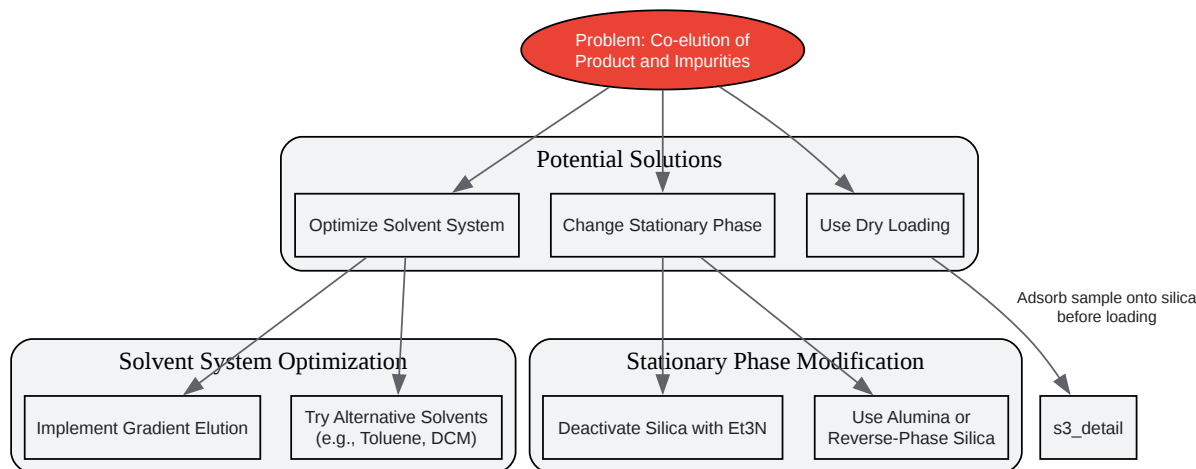 Problem: Co-elution of
Product and Impurities
Potential Solutions
Optimize Solvent System
Change Stationary Phase
Use Dry Loading
Adsorb sample onto silica
before loading
Solvent System Optimization
Stationary Phase Modification
Implement Gradient Elution
Try Alternative Solvents
(e.g., Toluene, DCM)
Deactivate Silica with Et3N
Use Alumina or
Reverse-Phase Silica
s3_detail